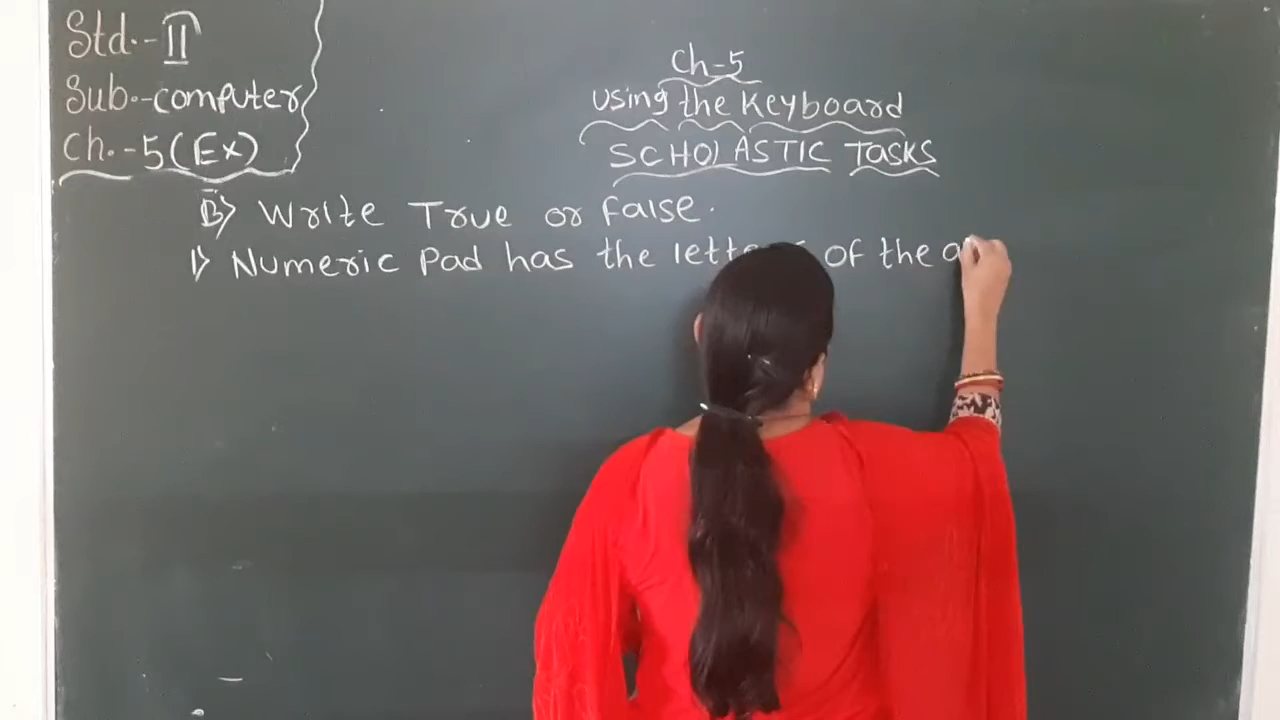 Std.-II
Sub.-computer
Ch.-5(Ex)
Ch-5
Using the Keyboard
SCHOLASTIC TASKS
B) Write True or False.
1) Numeric Pad has the letters of the a